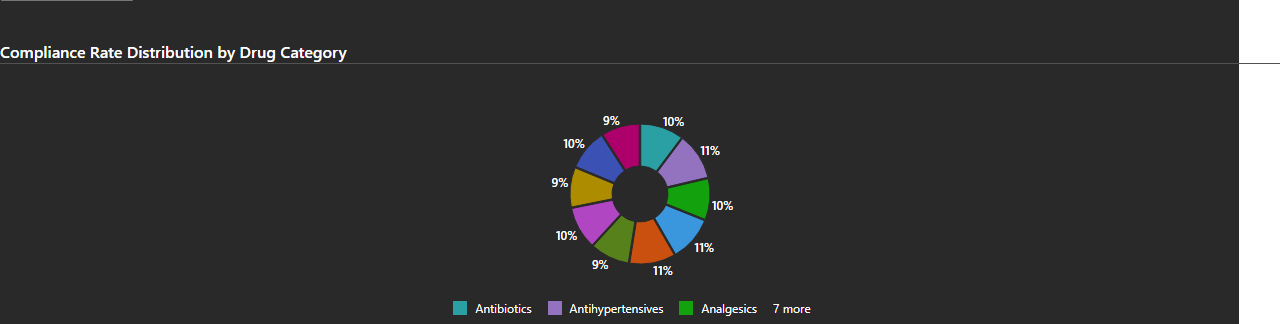 Compliance Rate Distribution by Drug Category
9% 10%
10% 11%
9% 10%
10% 11%
9% 11%
Antibiotics Antihypertensives Analgesics 7 more